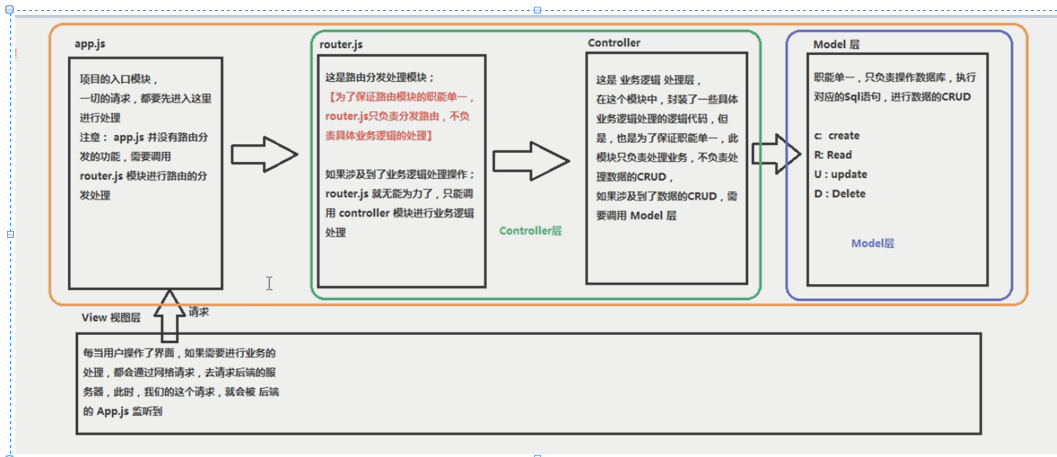 app.js
项目的入口模块，
一切的请求，都要先进入这里
进行处理
注意： app.js 并没有路由分
发的功能，需要调用
router.js 模块进行路由的分
发处理
router.js
这是路由分发处理模块；
【为了保证路由模块的职能单一，
router.js只负责分发路由，不负
责具体业务逻辑的处理】
如果涉及到了业务逻辑处理操作；
router.js 就无能为力了，只能调
用 controller 模块进行业务逻辑
处理
Controller层
Controller
这是 业务逻辑 处理层，
在这个模块中，封装了一些具体
业务逻辑处理的逻辑代码，但
是，也是为了保证职能单一，此
模块只负责处理业务，不负责处
理数据的CRUD，
如果涉及到了数据的CRUD，需
要调用 Model 层
Model 层
职能单一，只负责操作数据库，执行
对应的Sql语句，进行数据的CRUD
c: create
R: Read
U : update
D : Delete
Model层
View 视图层
请求
每当用户操作了界面，如果需要进行业务的
处理，都会通过网络请求，去请求后端的服
务器，此时，我们的这个请求，就会被 后端
的 App.js 监听到